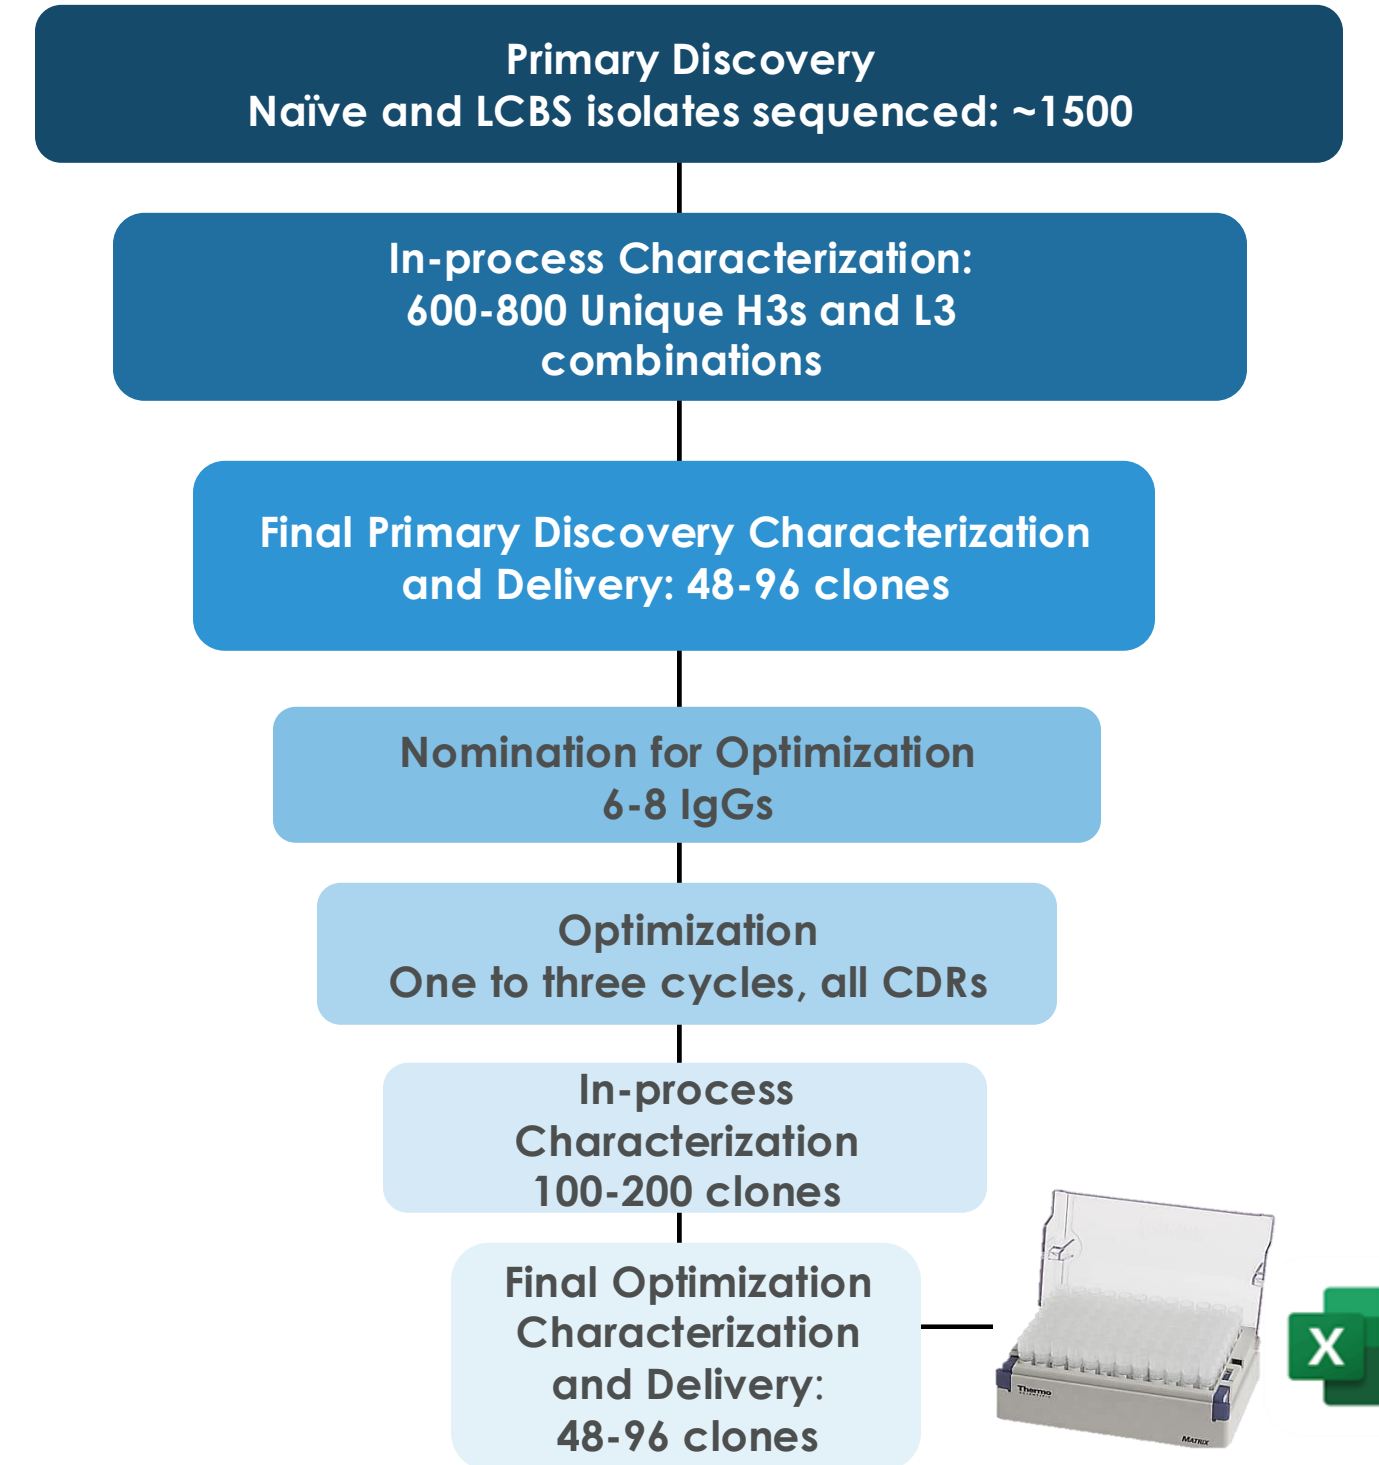 Primary Discovery
Naïve and LCBS isolates sequenced: ~1500
In-process Characterization:
600-800 Unique H3s and L3
combinations
Final Primary Discovery Characterization
and Delivery: 48-96 clones
Nomination for Optimization
6-8 IgGs
Optimization
One to three cycles, all CDRs
In-process
Characterization
100-200 clones
Final Optimization
Characterization
and Delivery:
48-96 clones
Thermo
SCIENTIFIC
MATRIX
X